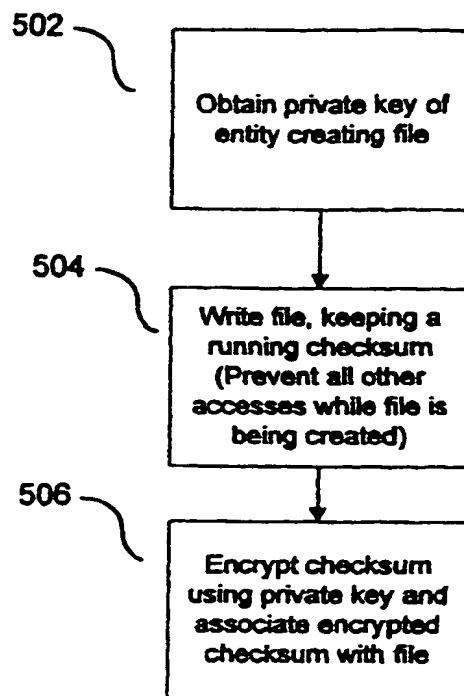 502
Obtain private key of
entity creating file
504
Write file, keeping a
running checksum
(Prevent all other
accesses while file is
being created)
506
Encrypt checksum
using private key and
associate encrypted
checksum with file